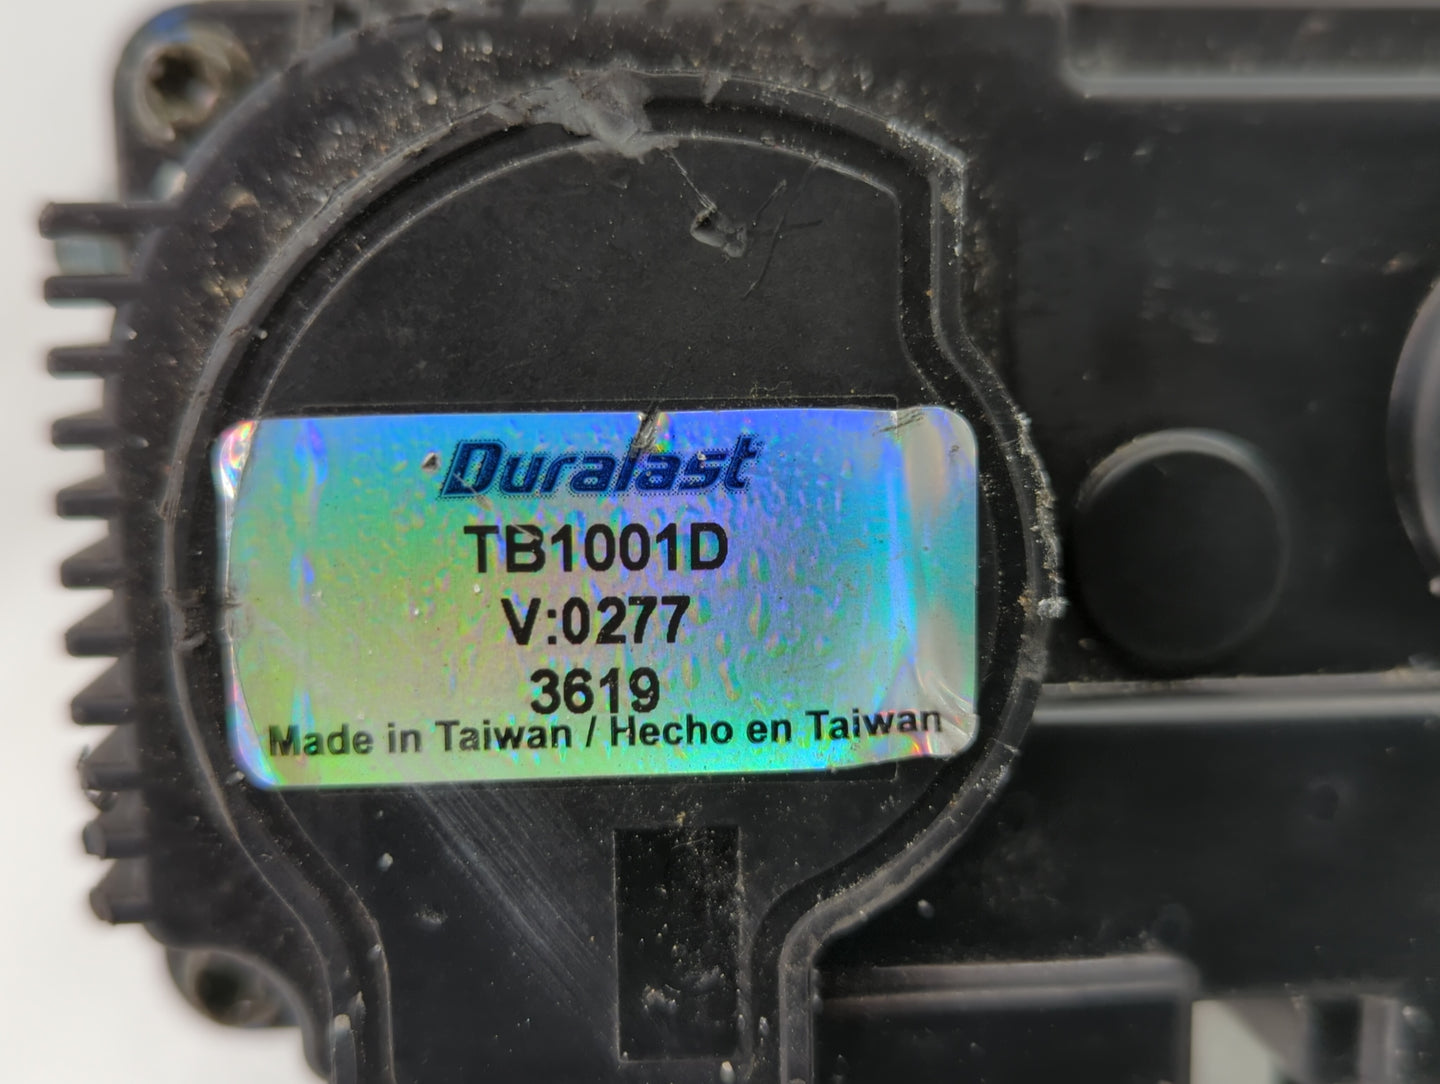 Duralast
TB1001D
V:0277
3619
Made in Taiwan / Hecho en Taiwan